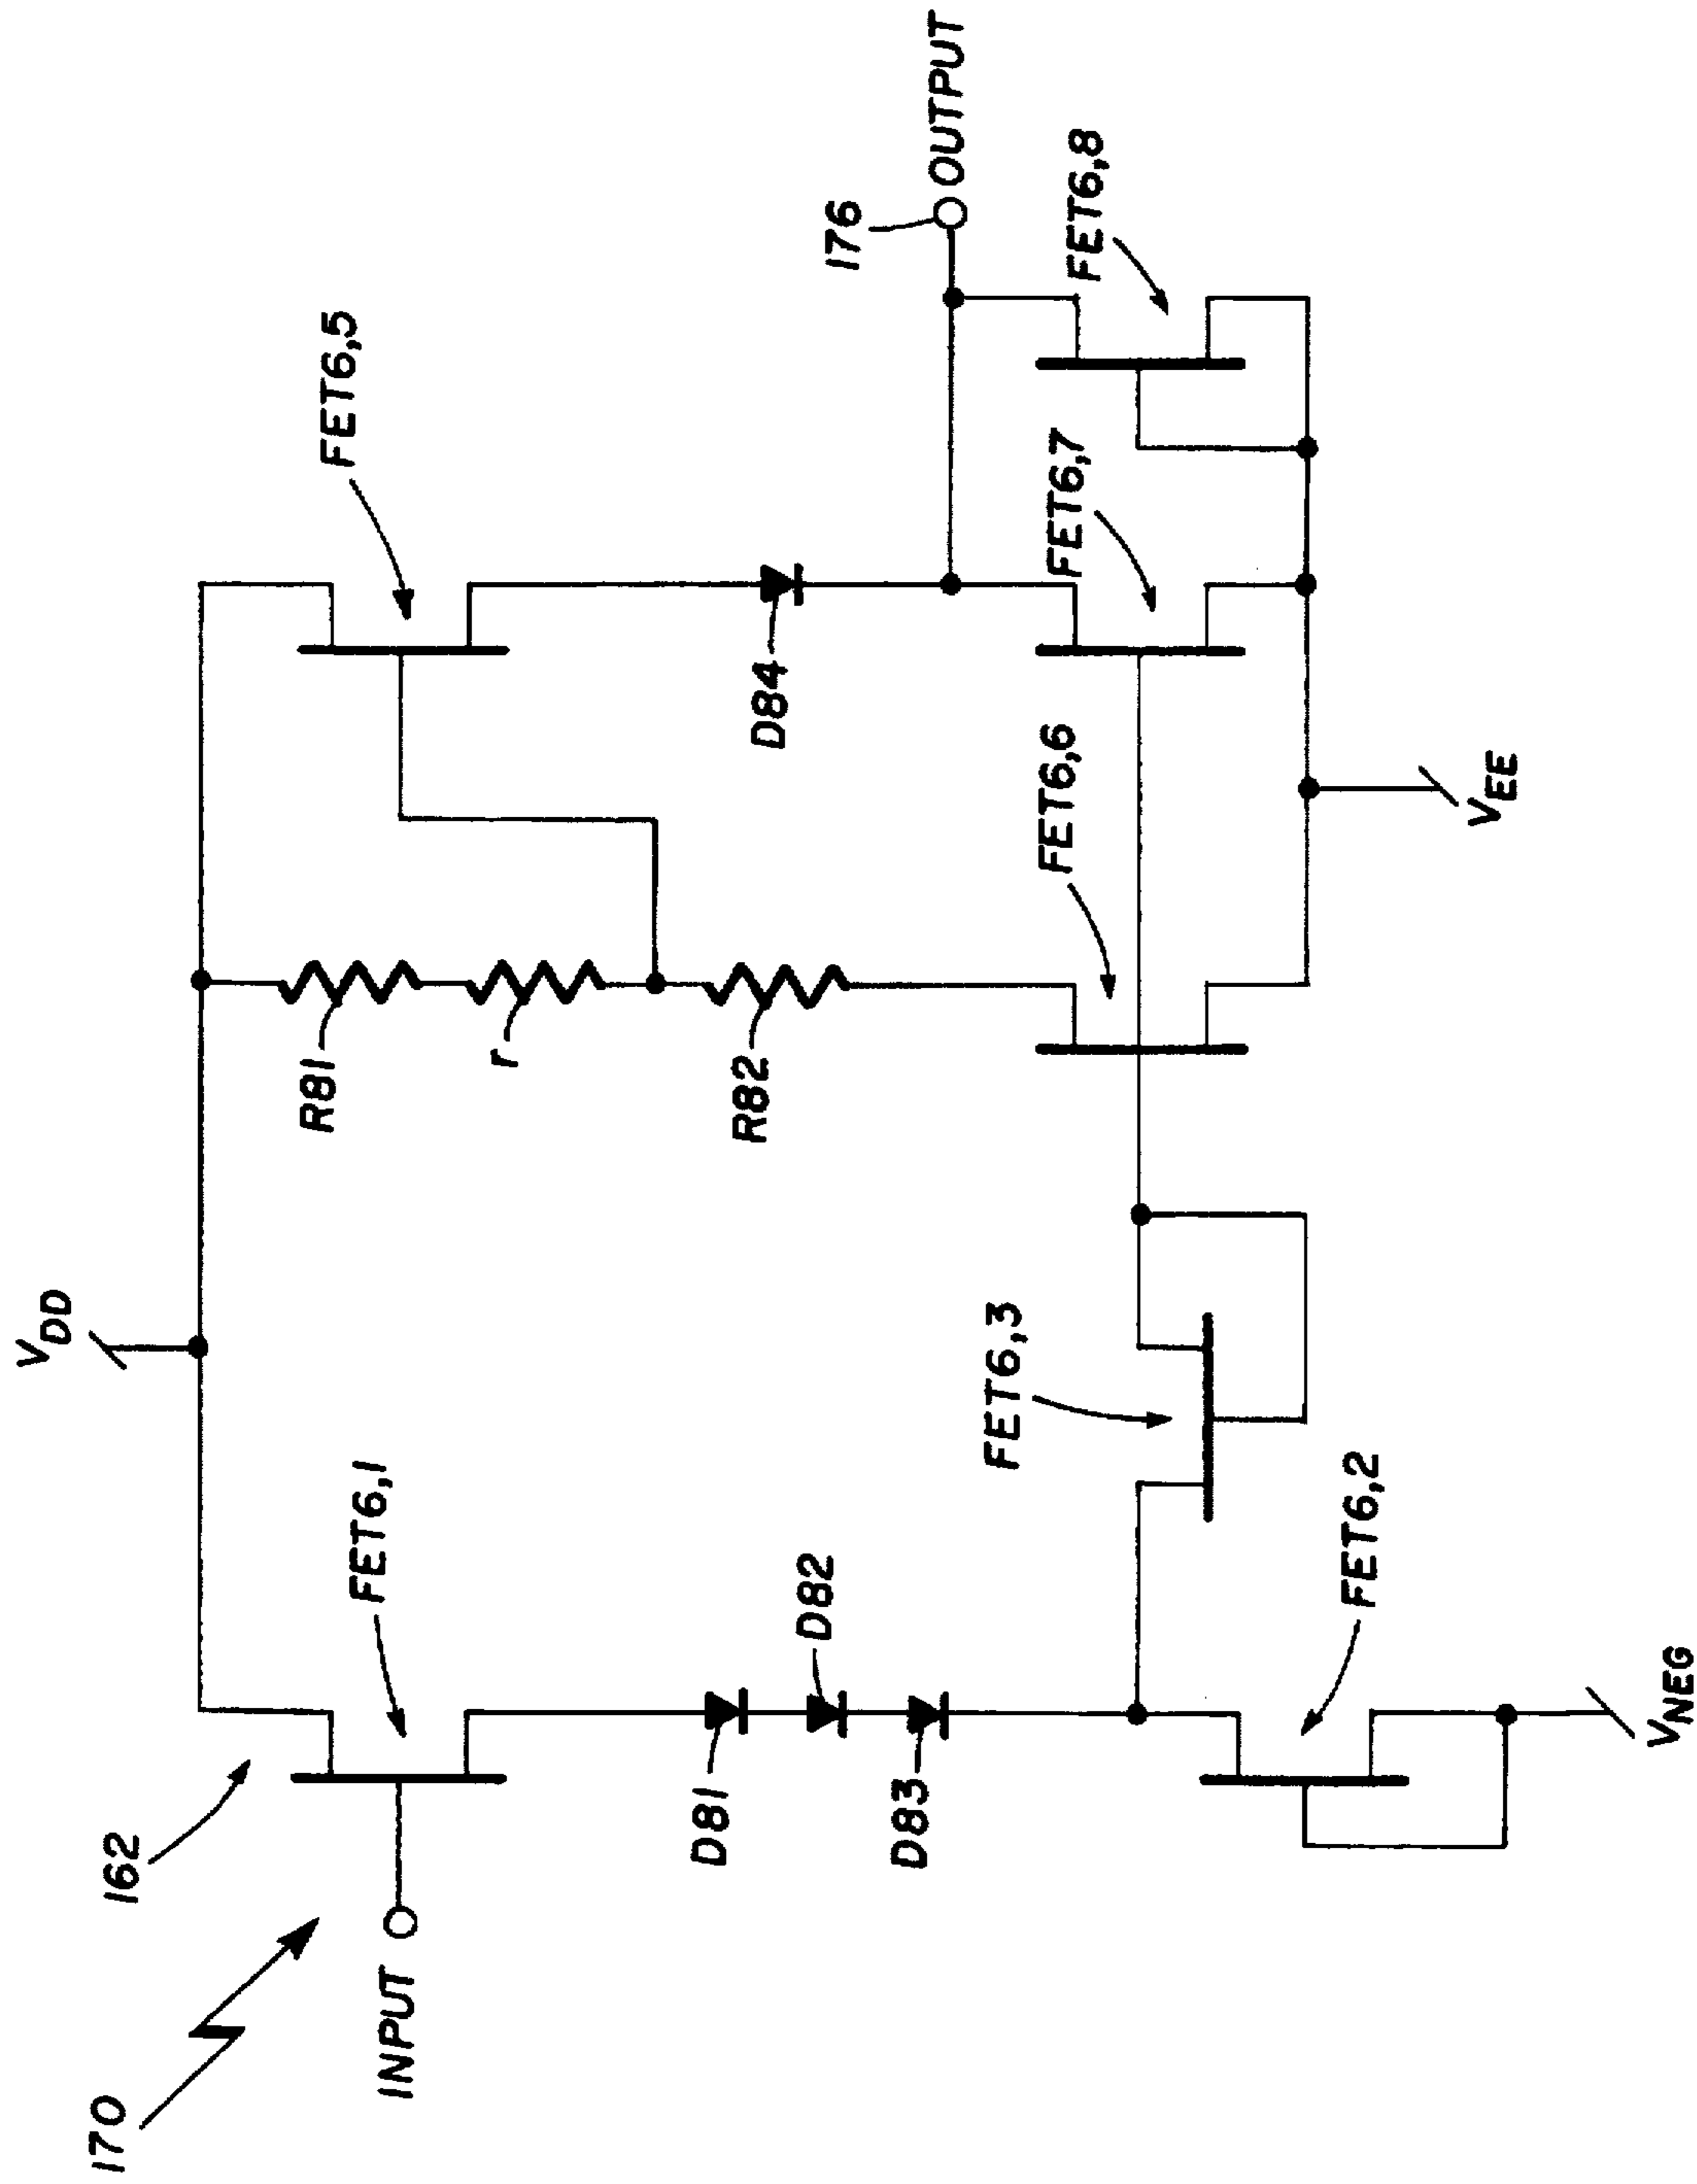 170
162
INPUT
FET6,1
D81
D82
D83
FET6,2
VNEG
VDD
FET6,3
R81
r
R82
FET6,5
D84
FET6,6
FET6,7
FET6,8
176
OUTPUT
VEE